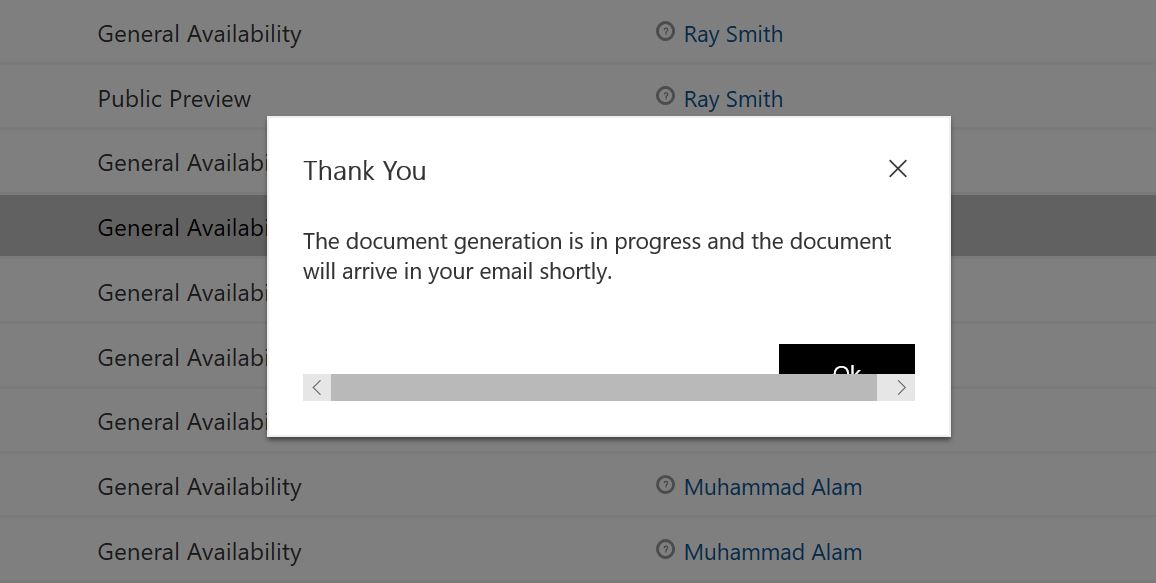 General Availability Ray Smith
Public Preview Ray Smith
General Availabi
Thank You
General Availabi
The document generation is in progress and the document
will arrive in your email shortly.
General Availabi
General Availabi
Ok
General Availabi
General Availability Muhammad Alam
General Availability Muhammad Alam